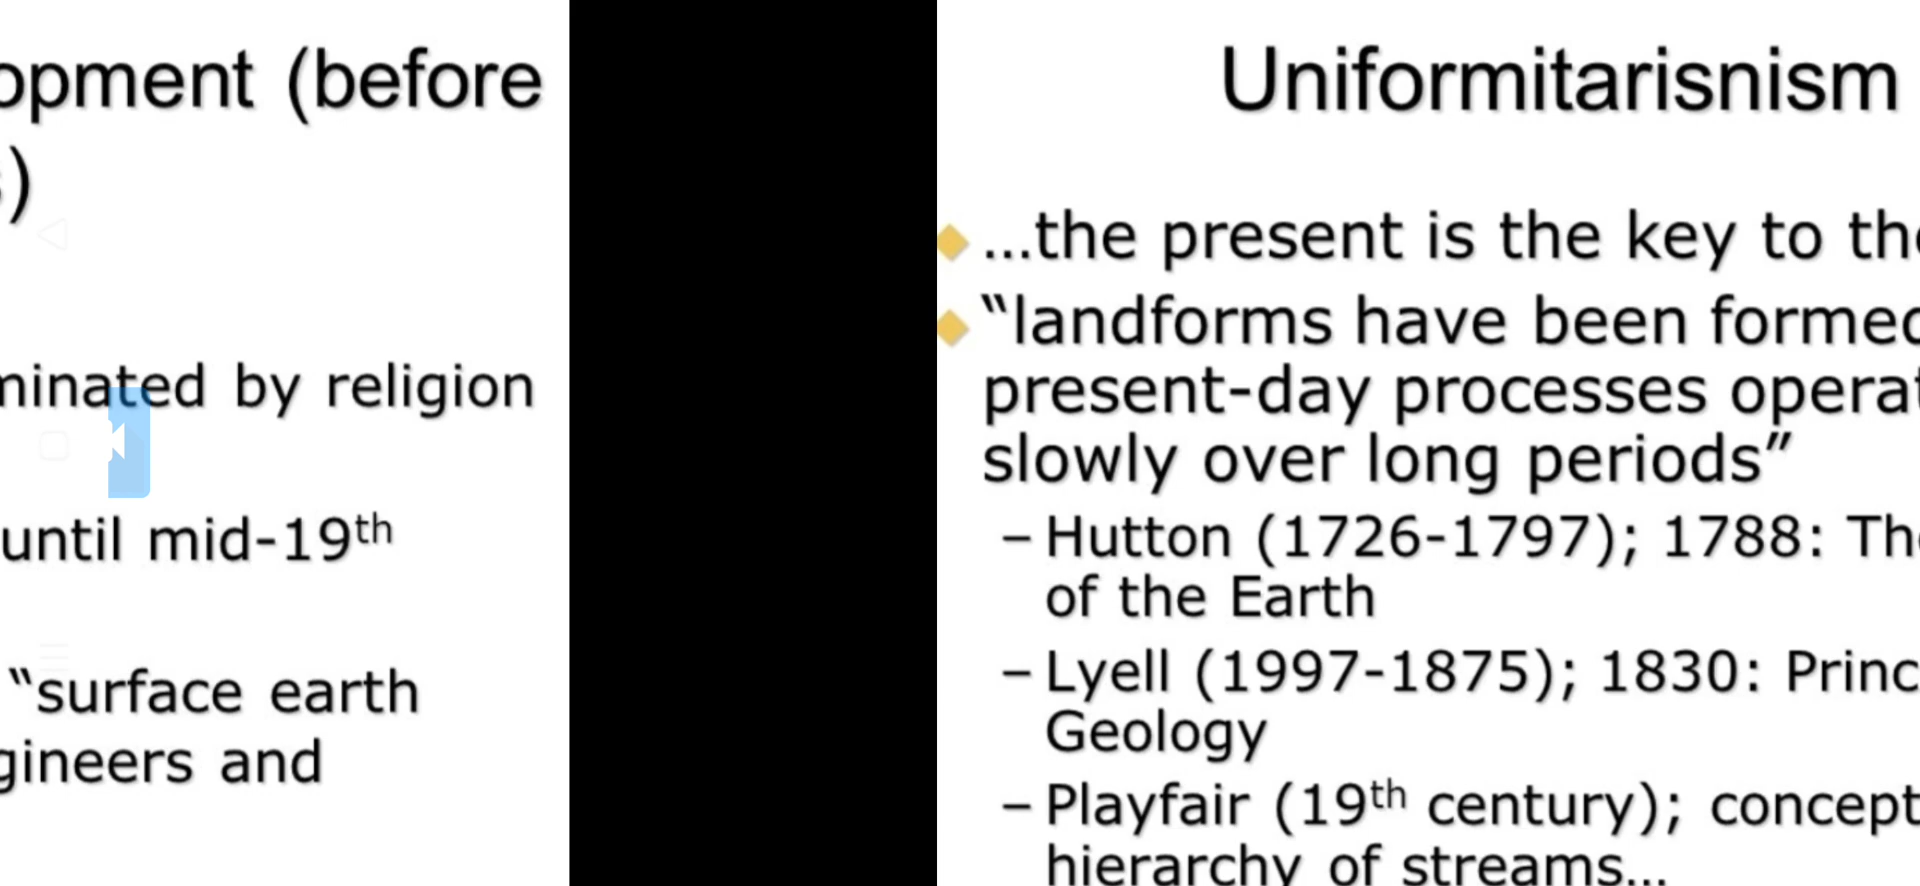 opment (before
s)
minated by religion
until mid-19th
“surface earth
gineers and
Uniformitarisnism
...the present is the key to the
“landforms have been formed
present-day processes operat
slowly over long periods”
– Hutton (1726-1797); 1788: The
of the Earth
– Lyell (1997-1875); 1830: Princ
Geology
– Playfair (19th century); concept
hierarchy of streams...